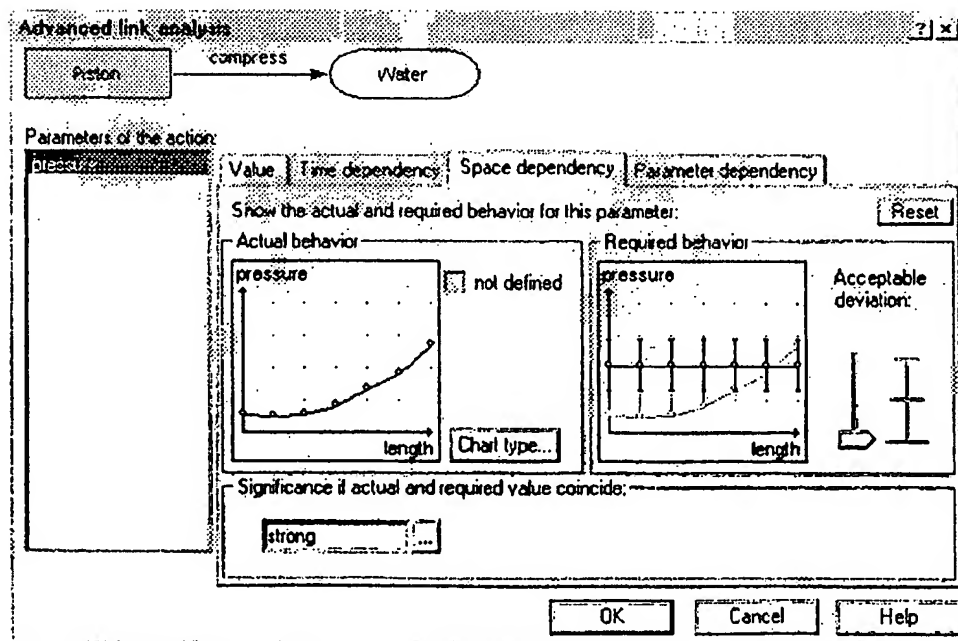 Advanced link analysis
? ×
compress
Piston
Water
Parameters of the action:
Value Time dependency Space dependency Parameter dependency
Show the actual and required behavior for this parameter:
Reset
Actual behavior
pressure
not defined
length
Chart type...
Required behavior
pressure
Acceptable
deviation:
length
Significance if actual and required value coincide:
strong
...
OK Cancel Help